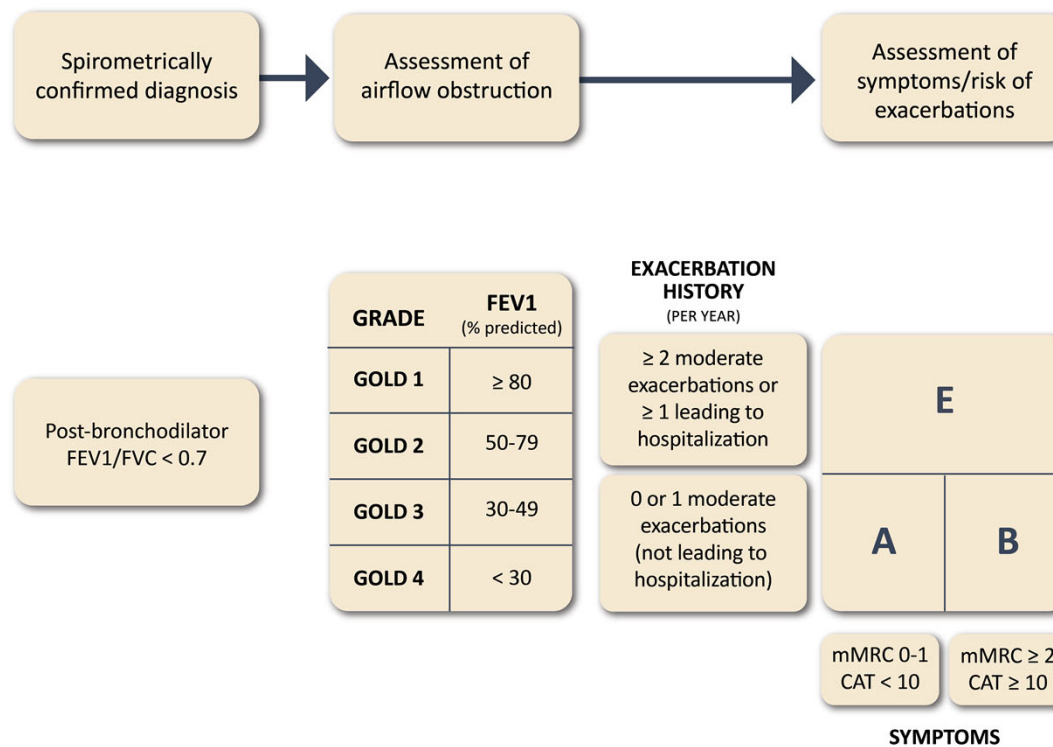 Spirometrically
confirmed diagnosis
Assessment of
airflow obstruction
Assessment of
symptoms/risk of
exacerbations
Post-bronchodilator
FEV1/FVC < 0.7
GRADE
FEV1
(% predicted)
GOLD 1
≥ 80
GOLD 2
50-79
GOLD 3
30-49
GOLD 4
< 30
EXACERBATION
HISTORY
(PER YEAR)
≥ 2 moderate
exacerbations or
≥ 1 leading to
hospitalization
0 or 1 moderate
exacerbations
(not leading to
hospitalization)
E
A
B
mMRC 0-1
CAT < 10
mMRC ≥ 2
CAT ≥ 10
SYMPTOMS